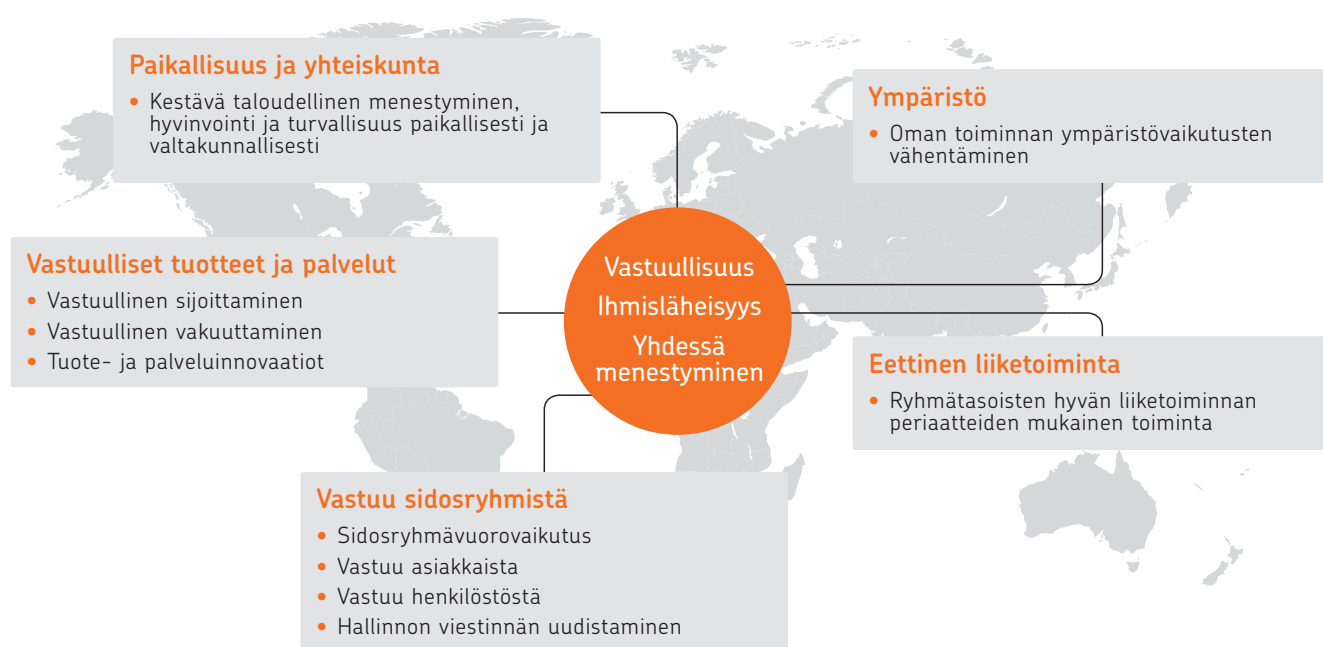 Paikallisuus ja yhteiskunta
• Kestävä taloudellinen menestyminen,
hyvinvointi ja turvallisuus paikallisesti ja
valtakunnallisesti
Ympäristö
• Oman toiminnan ympäristövaikutusten
vähentäminen
Vastuulliset tuotteet ja palvelut
• Vastuullinen sijoittaminen
• Vastuullinen vakuuttaminen
• Tuote- ja palveluinnovaatiot
Vastuullisuus
Ihmisläheisyys
Yhdessä
menestyminen
Eettinen liiketoiminta
• Ryhmätasoisten hyvän liiketoiminnan
periaatteiden mukainen toiminta
Vastuu sidosryhmistä
• Sidosryhmävuorovaikutus
• Vastuu asiakkaista
• Vastuu henkilöstöstä
• Hallinnon viestinnän uudistaminen